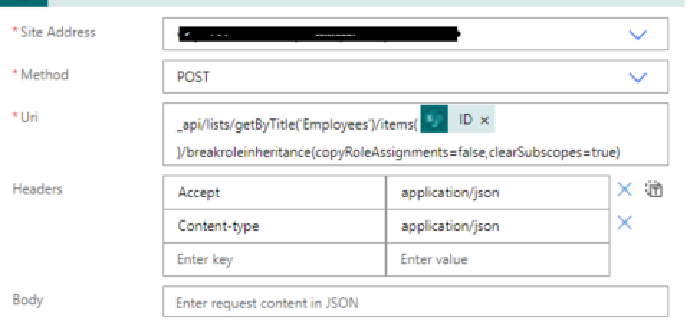 * Site Address
* Method POST
* Uri _api/lists/getByTitle('Employees')/items( ID ×
)/breakroleinheritance(copyRoleAssignments=false,clearSubscopes=true)
Headers Accept application/json
Content-type application/json
Enter key Enter value
Body Enter request content in JSON